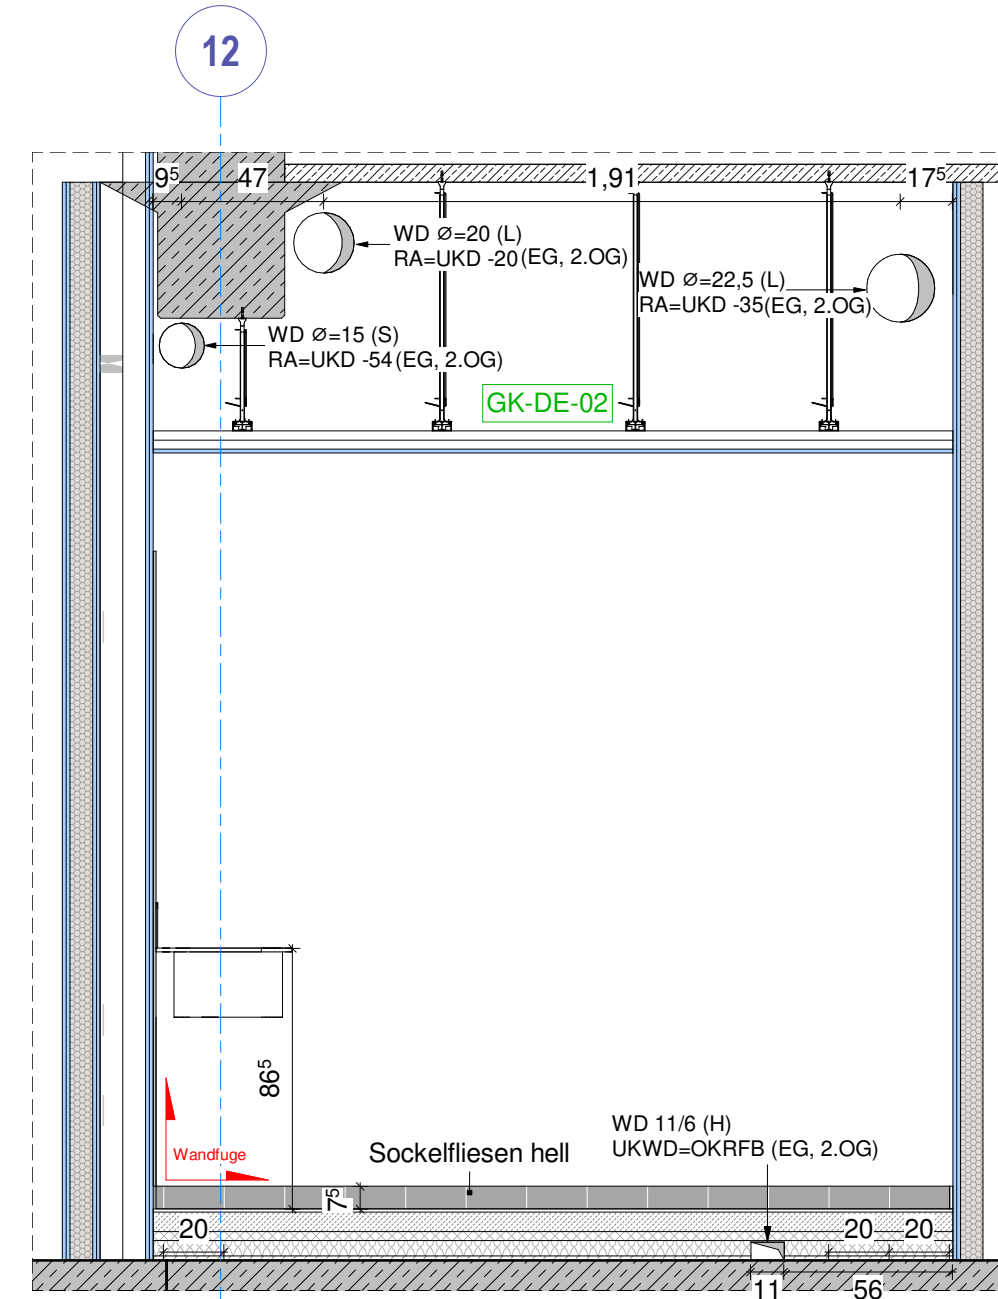 12
9⁵ 47 1,91 17⁵
WD ∅=20 (L)
RA=UKD -20 (EG, 2.OG)
WD ∅=22,5 (L)
RA=UKD -35 (EG, 2.OG)
WD ∅=15 (S)
RA=UKD -54 (EG, 2.OG)
GK-DE-02
86⁵
WD 11/6 (H)
UKWD=OKRFB (EG, 2.OG)
Wandfuge
Sockelfliesen hell
7⁵
20 20 20
11 56